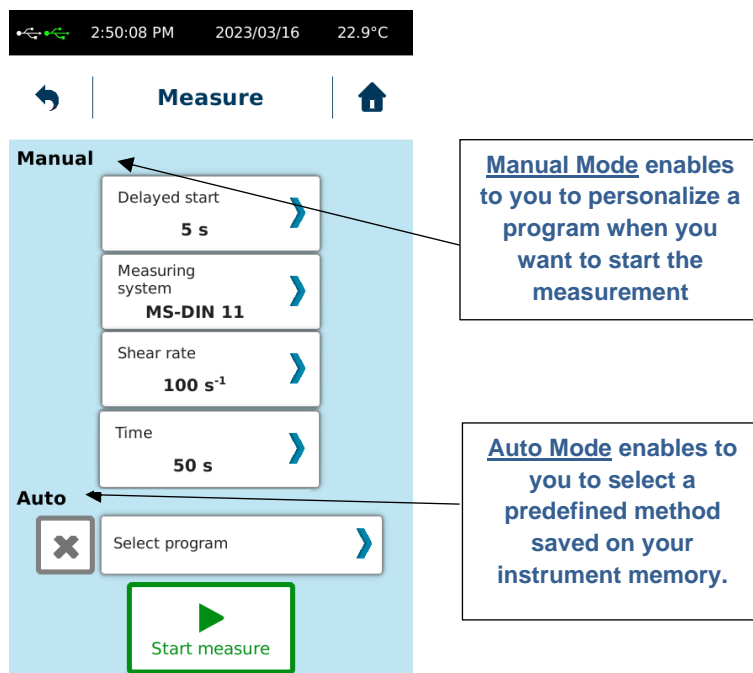 2:50:08 PM 2023/03/16 22.9°C
Measure
Manual
Delayed start
5 s
Measuring
system
MS-DIN 11
Shear rate
100 s⁻¹
Time
50 s
Auto
Select program
Start measure
Manual Mode enables
to you to personalize a
program when you
want to start the
measurement
Auto Mode enables to
you to select a
predefined method
saved on your
instrument memory.